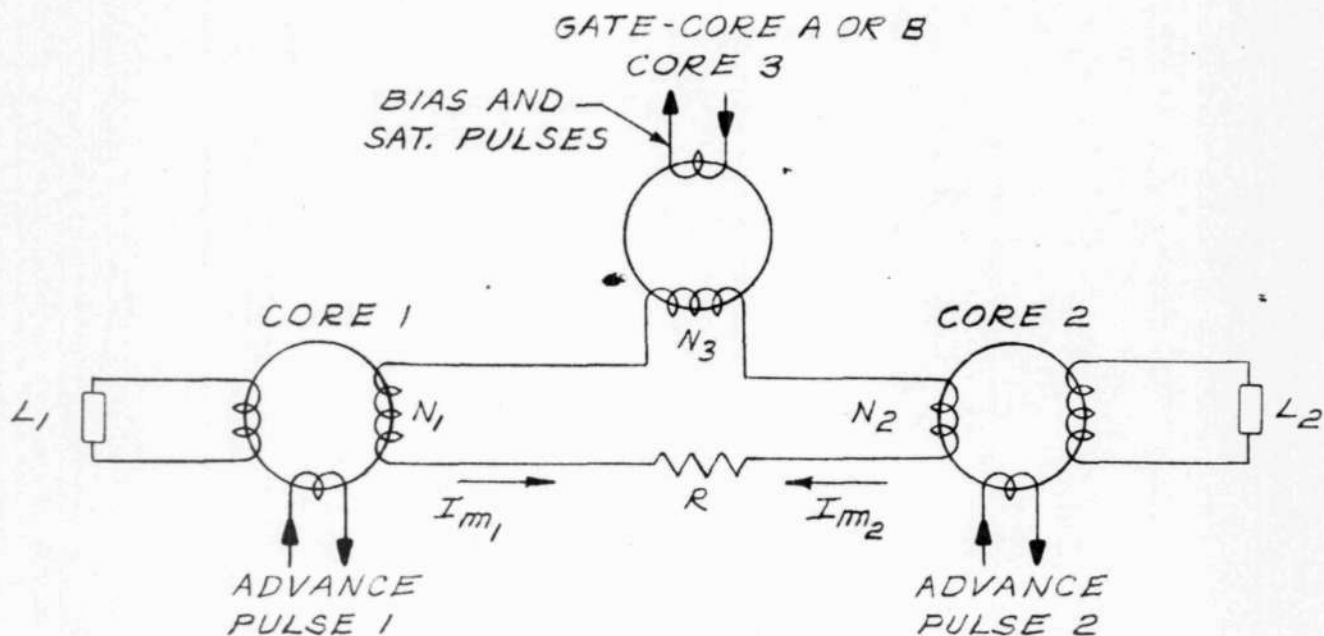 GATE-CORE A OR B
CORE 3
BIAS AND
SAT. PULSES
N3
CORE 1
CORE 2
L1
N1
N2
L2
R
Im1
Im2
ADVANCE
PULSE 1
ADVANCE
PULSE 2